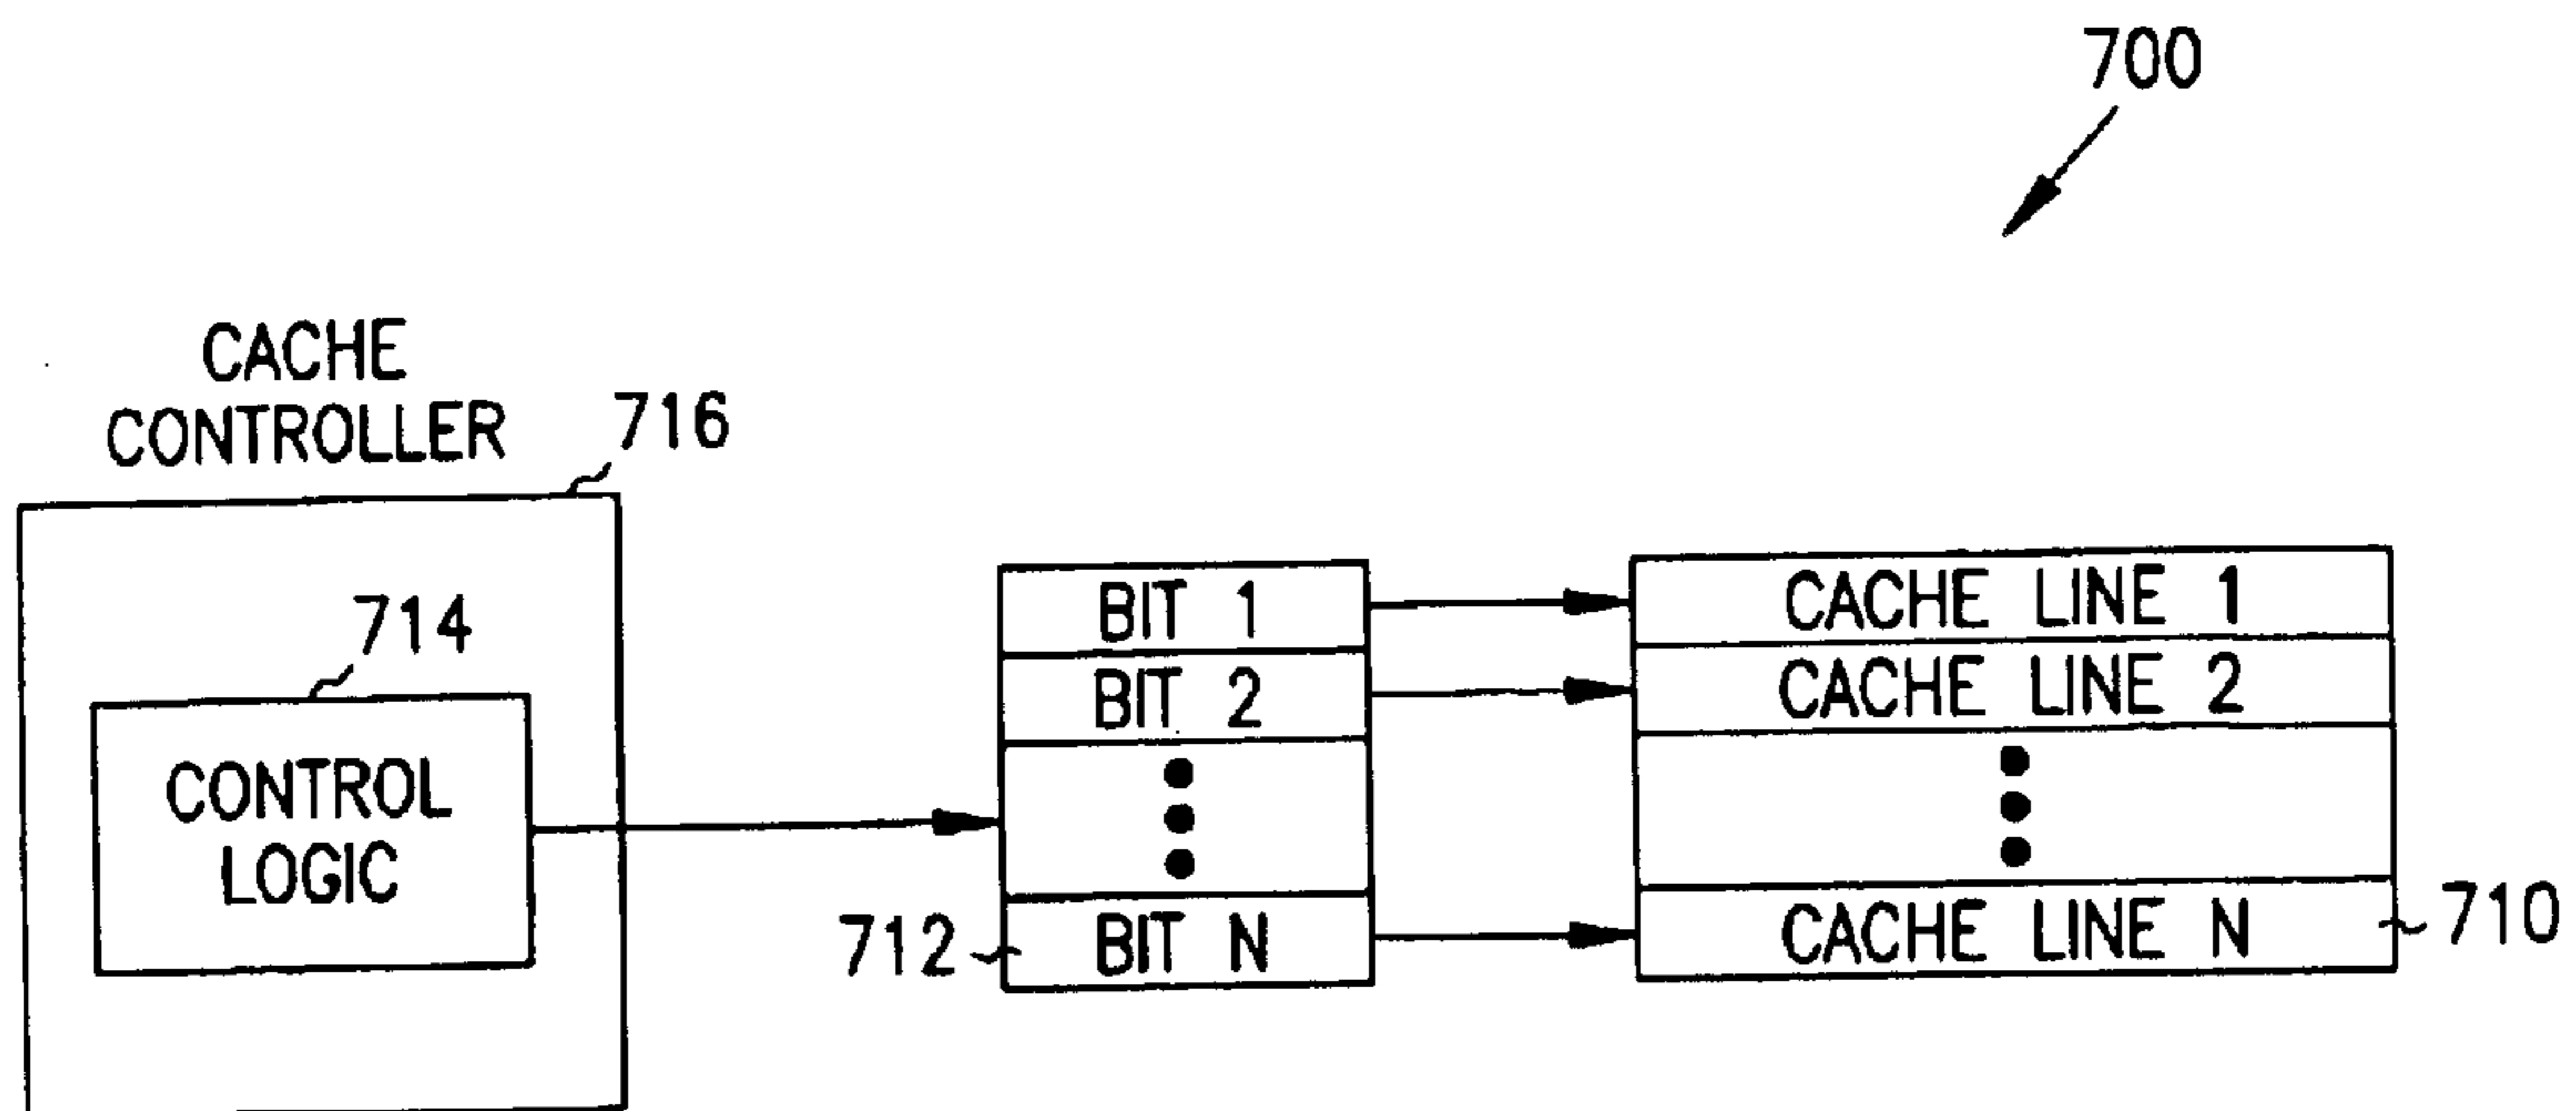 700
CACHE
CONTROLLER
716
714
CONTROL
LOGIC
BIT 1
BIT 2
BIT N
712
CACHE LINE 1
CACHE LINE 2
CACHE LINE N
710